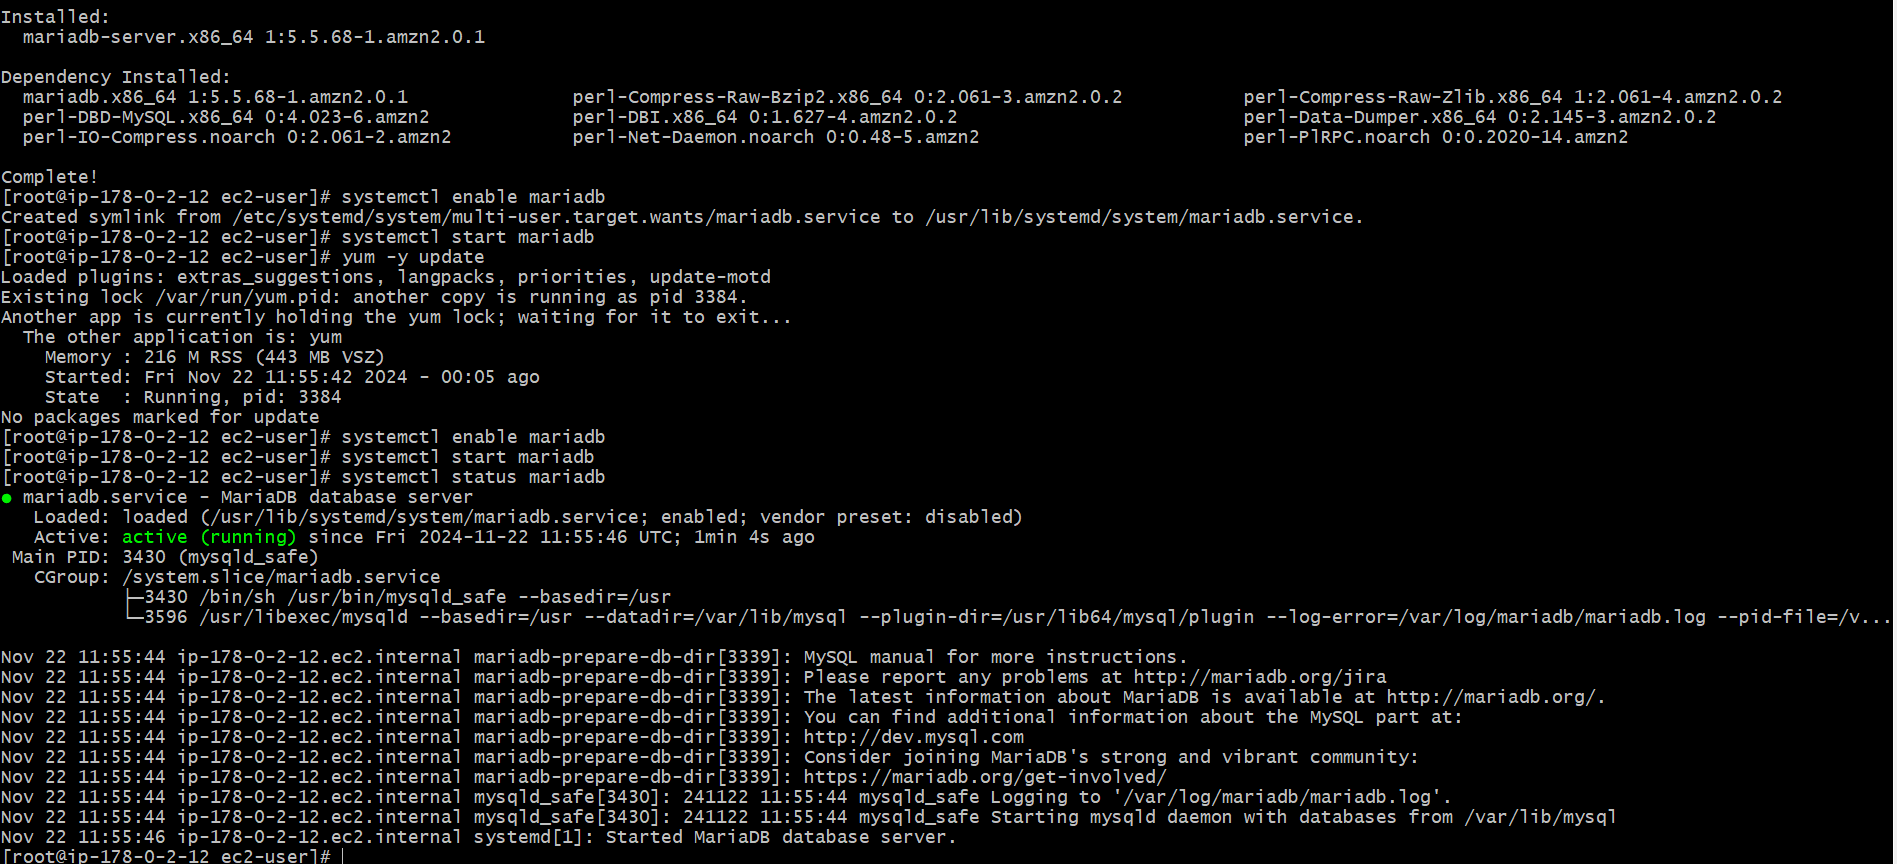 Installed:
  mariadb-server.x86_64 1:5.5.68-1.amzn2.0.1

Dependency Installed:
  mariadb.x86_64 1:5.5.68-1.amzn2.0.1               perl-Compress-Raw-Bzip2.x86_64 0:2.061-3.amzn2.0.2           perl-Compress-Raw-Zlib.x86_64 1:2.061-4.amzn2.0.2
  perl-DBD-MySQL.x86_64 0:4.023-6.amzn2             perl-DBI.x86_64 0:1.627-4.amzn2.0.2                          perl-Data-Dumper.x86_64 0:2.145-3.amzn2.0.2
  perl-IO-Compress.noarch 0:2.061-2.amzn2           perl-Net-Daemon.noarch 0:0.48-5.amzn2                        perl-PlRPC.noarch 0:0.2020-14.amzn2

Complete!
[root@ip-178-0-2-12 ec2-user]# systemctl enable mariadb
Created symlink from /etc/systemd/system/multi-user.target.wants/mariadb.service to /usr/lib/systemd/system/mariadb.service.
[root@ip-178-0-2-12 ec2-user]# systemctl start mariadb
[root@ip-178-0-2-12 ec2-user]# yum -y update
Loaded plugins: extras_suggestions, langpacks, priorities, update-motd
Existing lock /var/run/yum.pid: another copy is running as pid 3384.
Another app is currently holding the yum lock; waiting for it to exit...
  The other application is: yum
    Memory : 216 M RSS (443 MB VSZ)
    Started: Fri Nov 22 11:55:42 2024 - 00:05 ago
    State  : Running, pid: 3384
No packages marked for update
[root@ip-178-0-2-12 ec2-user]# systemctl enable mariadb
[root@ip-178-0-2-12 ec2-user]# systemctl start mariadb
[root@ip-178-0-2-12 ec2-user]# systemctl status mariadb
● mariadb.service - MariaDB database server
   Loaded: loaded (/usr/lib/systemd/system/mariadb.service; enabled; vendor preset: disabled)
   Active: active (running) since Fri 2024-11-22 11:55:46 UTC; 1min 4s ago
 Main PID: 3430 (mysqld_safe)
   CGroup: /system.slice/mariadb.service
           ├─3430 /bin/sh /usr/bin/mysqld_safe --basedir=/usr
           └─3596 /usr/libexec/mysqld --basedir=/usr --datadir=/var/lib/mysql --plugin-dir=/usr/lib64/mysql/plugin --log-error=/var/log/mariadb/mariadb.log --pid-file=/v...

Nov 22 11:55:44 ip-178-0-2-12.ec2.internal mariadb-prepare-db-dir[3339]: MySQL manual for more instructions.
Nov 22 11:55:44 ip-178-0-2-12.ec2.internal mariadb-prepare-db-dir[3339]: Please report any problems at http://mariadb.org/jira
Nov 22 11:55:44 ip-178-0-2-12.ec2.internal mariadb-prepare-db-dir[3339]: The latest information about MariaDB is available at http://mariadb.org/.
Nov 22 11:55:44 ip-178-0-2-12.ec2.internal mariadb-prepare-db-dir[3339]: You can find additional information about the MySQL part at:
Nov 22 11:55:44 ip-178-0-2-12.ec2.internal mariadb-prepare-db-dir[3339]: http://dev.mysql.com
Nov 22 11:55:44 ip-178-0-2-12.ec2.internal mariadb-prepare-db-dir[3339]: Consider joining MariaDB's strong and vibrant community:
Nov 22 11:55:44 ip-178-0-2-12.ec2.internal mariadb-prepare-db-dir[3339]: https://mariadb.org/get-involved/
Nov 22 11:55:44 ip-178-0-2-12.ec2.internal mysqld_safe[3430]: 241122 11:55:44 mysqld_safe Logging to '/var/log/mariadb/mariadb.log'.
Nov 22 11:55:44 ip-178-0-2-12.ec2.internal mysqld_safe[3430]: 241122 11:55:44 mysqld_safe Starting mysqld daemon with databases from /var/lib/mysql
Nov 22 11:55:46 ip-178-0-2-12.ec2.internal systemd[1]: Started MariaDB database server.
[root@ip-178-0-2-12 ec2-user]#